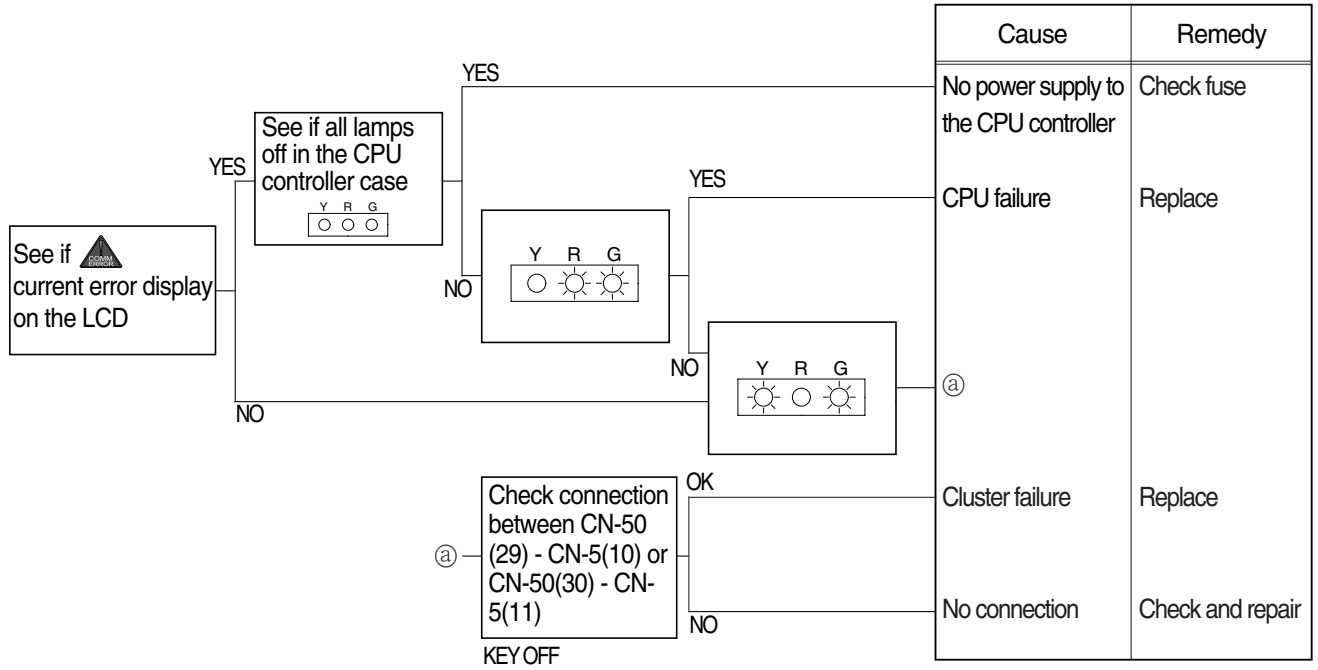 Cause
Remedy
YES
No power supply to
the CPU controller
Check fuse
See if all lamps
off in the CPU
controller case
Y R G
YES
YES
CPU failure
Replace
See if COMM ERROR
current error display
on the LCD
NO
Y R G
NO
Y R G
ⓐ
NO
Check connection
between CN-50
(29) - CN-5(10) or
CN-50(30) - CN-
5(11)
ⓐ
OK
Cluster failure
Replace
NO
No connection
Check and repair
KEY OFF